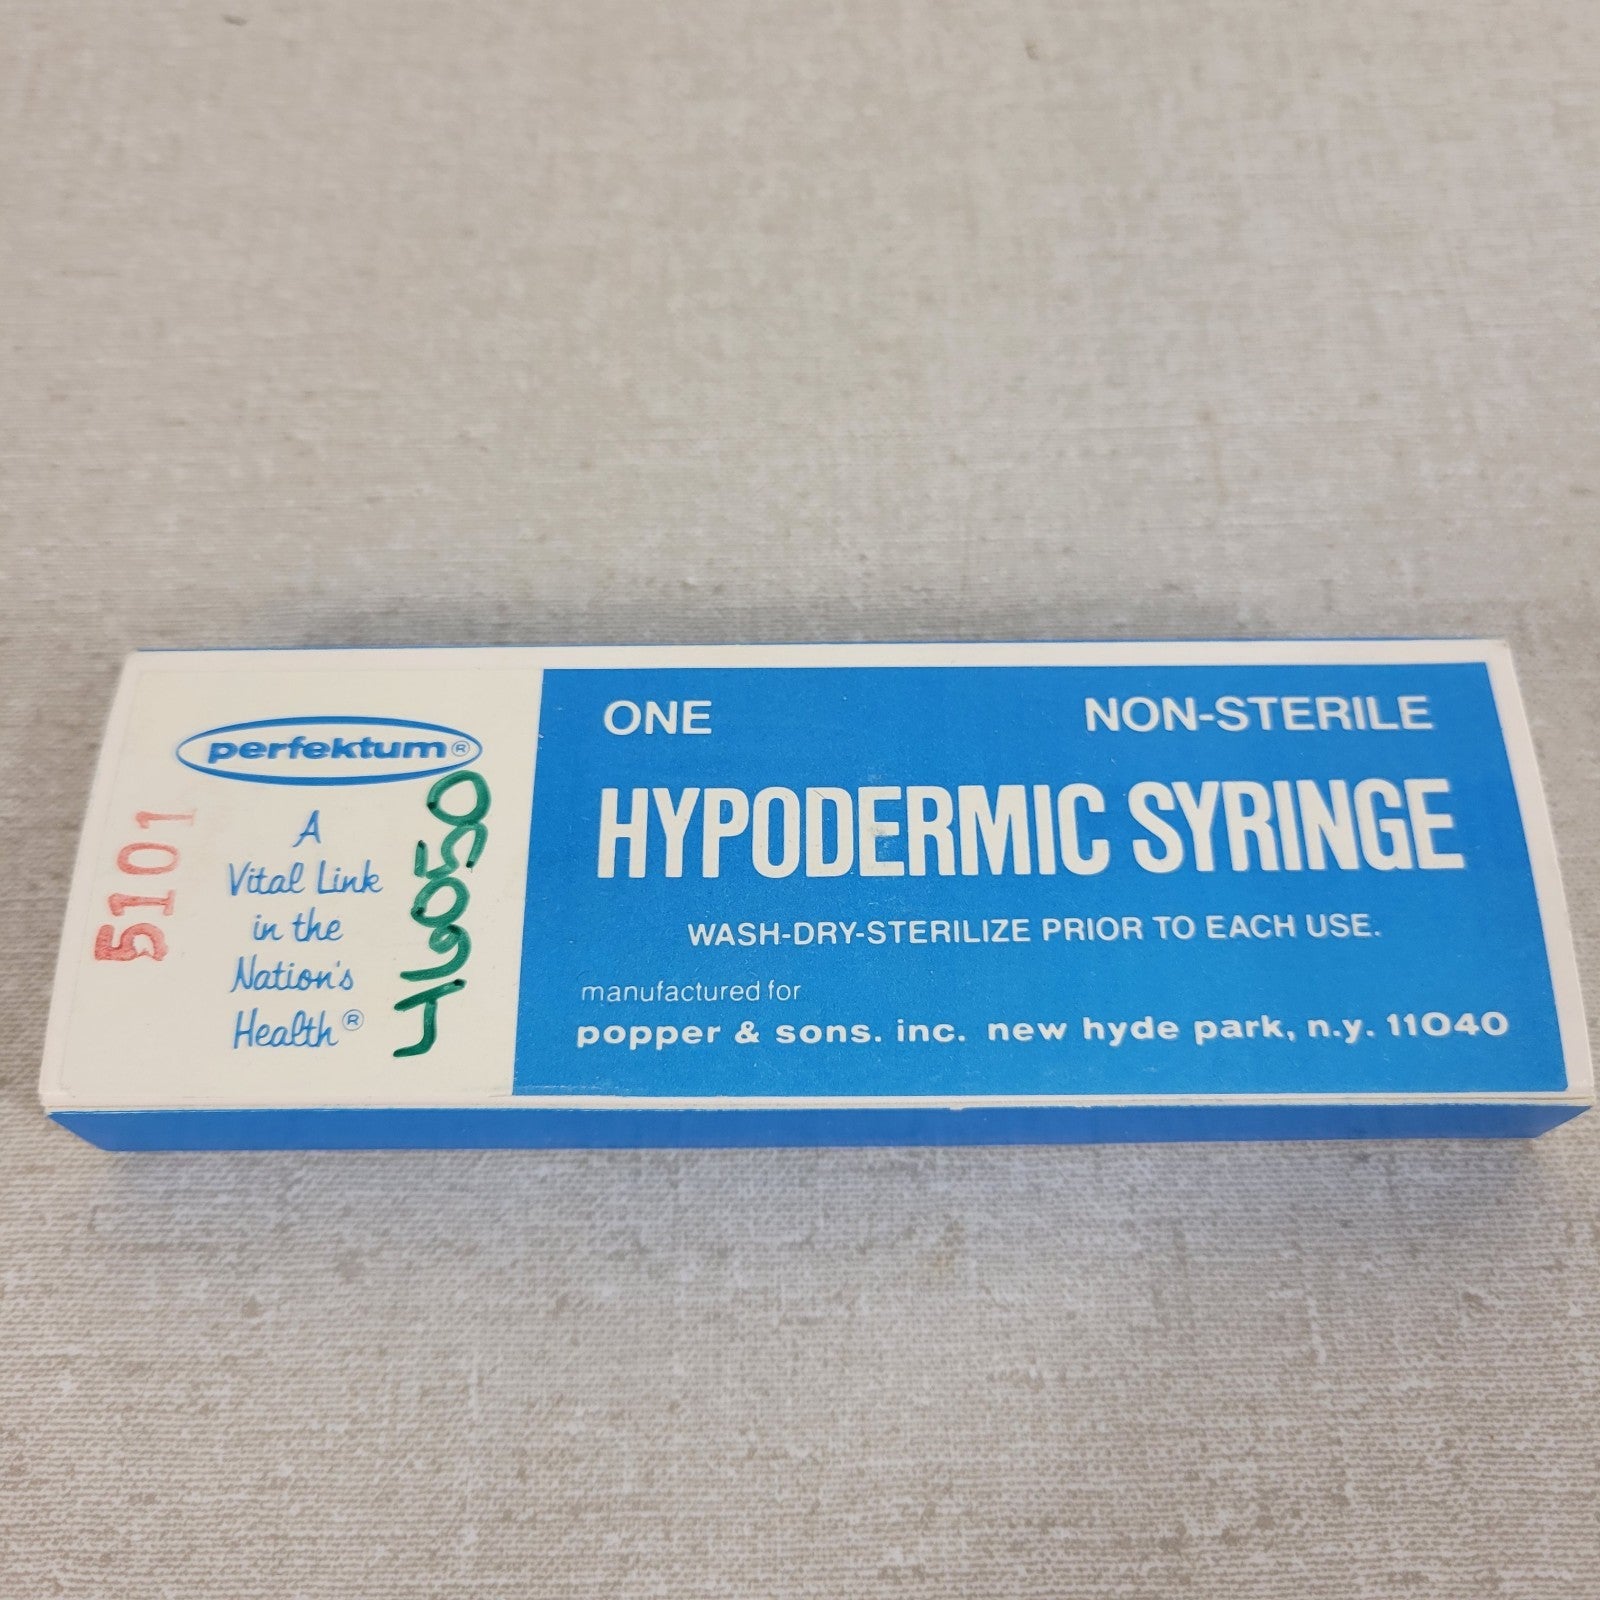 perfektum®
A
Vital Link
in the
Nation's
Health®
5101
46050
ONE NON-STERILE
HYPODERMIC SYRINGE
WASH-DRY-STERILIZE PRIOR TO EACH USE.
manufactured for
popper & sons. inc. new hyde park, n.y. 11040